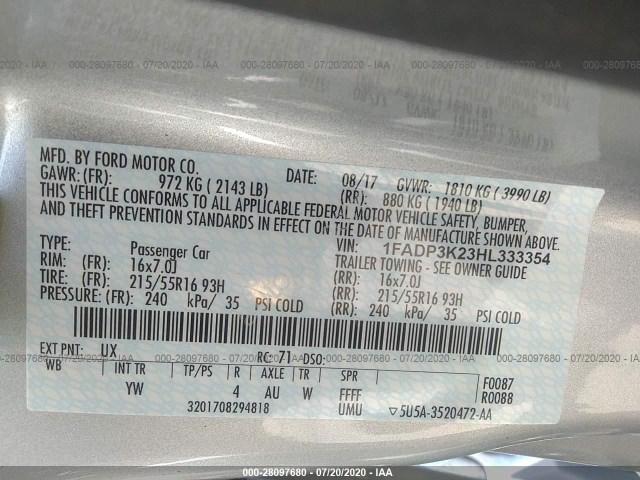 000-28097680 - 07/20/2020 - IAA
MFD. BY FORD MOTOR CO.
DATE: 08/17 GVWR: 1810 KG ( 3990 LB)
GAWR: (FR): 972 KG ( 2143 LB) (RR): 880 KG ( 1940 LB)
THIS VEHICLE CONFORMS TO ALL APPLICABLE FEDERAL MOTOR VEHICLE SAFETY, BUMPER,
AND THEFT PREVENTION STANDARDS IN EFFECT ON THE DATE OF MANUFACTURE SHOWN ABOVE.
VIN: 1FADP3K23HL333354
TYPE: Passenger Car TRAILER TOWING - SEE OWNER GUIDE
RIM: (FR): 16x7.0J (RR): 16x7.0J
TIRE: (FR): 215/55R16 93H (RR): 215/55R16 93H
PRESSURE: (FR): 240 kPa/ 35 PSI COLD (RR): 240 kPa/ 35 PSI COLD
EXT PNT: UX RC: 71 DSO:
WB INT TR TP/PS R AXLE TR SPR
YW 4 AU W FFFF
UMU
F0087
R0088
3201708294818 ▽5U5A-3520472-AA
000-28097680 - 07/20/2020 - IAA
000-28097680 - 07/20/2020 - IAA